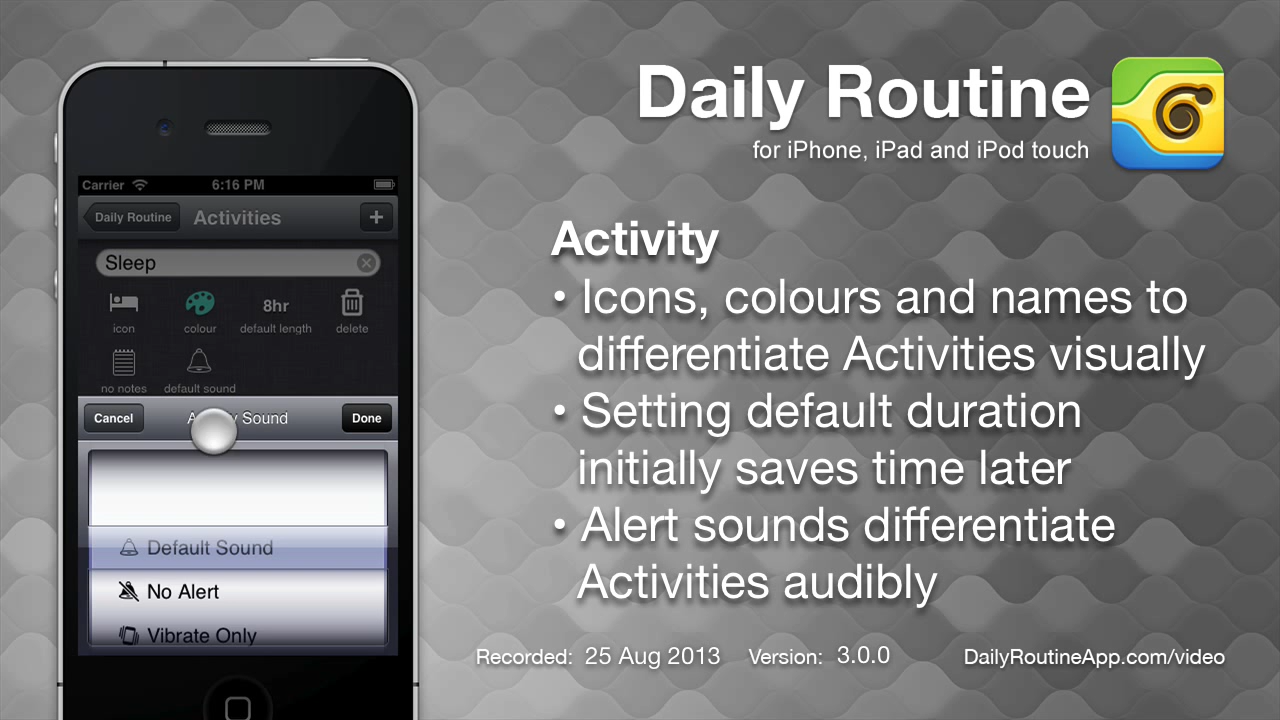 Daily Routine
for iPhone, iPad and iPod touch
Carrier 6:16 PM
Daily Routine Activities +
Sleep
8hr
icon colour default length delete
no notes default sound
Cancel Sound Done
Default Sound
No Alert
Vibrate Only
Activity
• Icons, colours and names to
differentiate Activities visually
• Setting default duration
initially saves time later
• Alert sounds differentiate
Activities audibly
Recorded: 25 Aug 2013 Version: 3.0.0 DailyRoutineApp.com/video